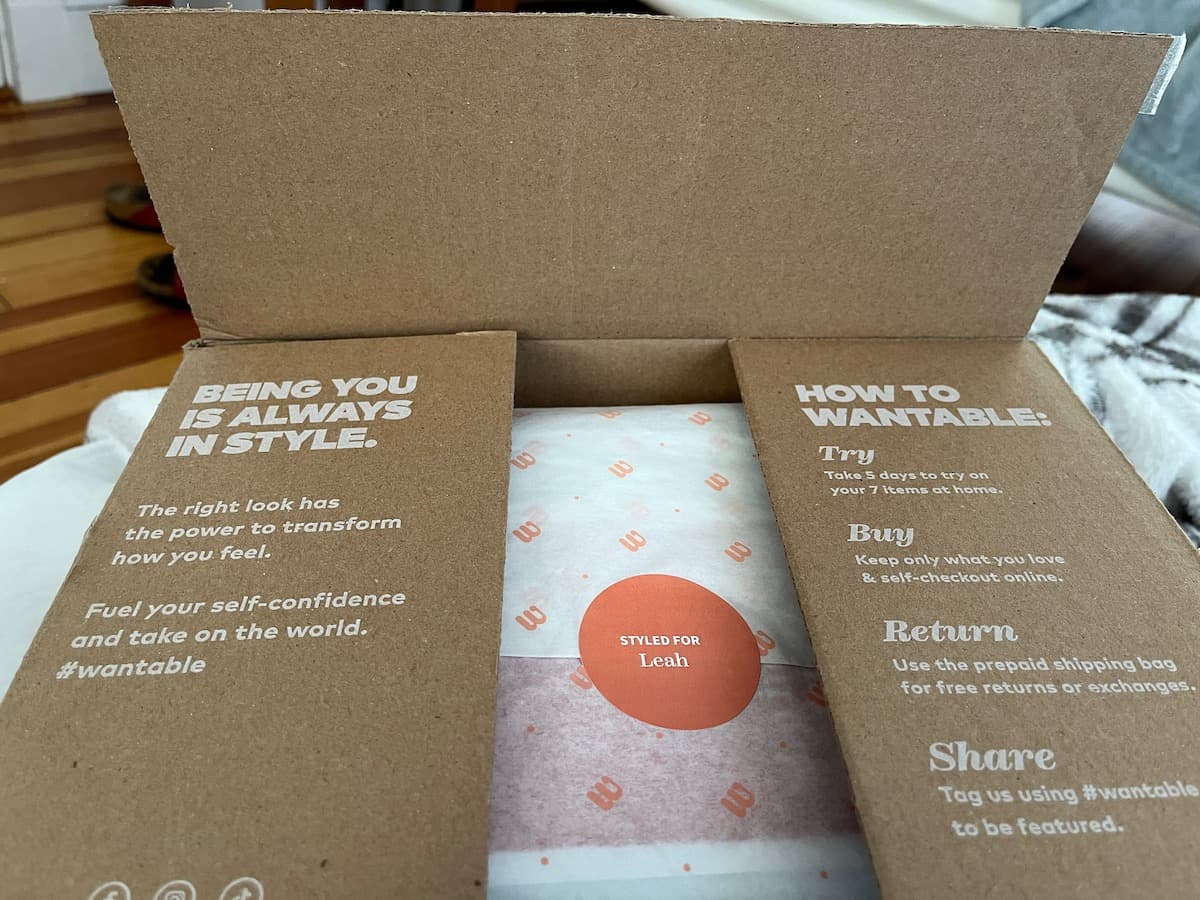 BEING YOU
IS ALWAYS
IN STYLE.
The right look has
the power to transform
how you feel.
Fuel your self-confidence
and take on the world.
#wantable
STYLED FOR
Leah
HOW TO
WANTABLE:
Try
Take 5 days to try on
your 7 items at home.
Buy
Keep only what you love
& self-checkout online.
Return
Use the prepaid shipping bag
for free returns or exchanges.
Share
Tag us using #wantable
to be featured.